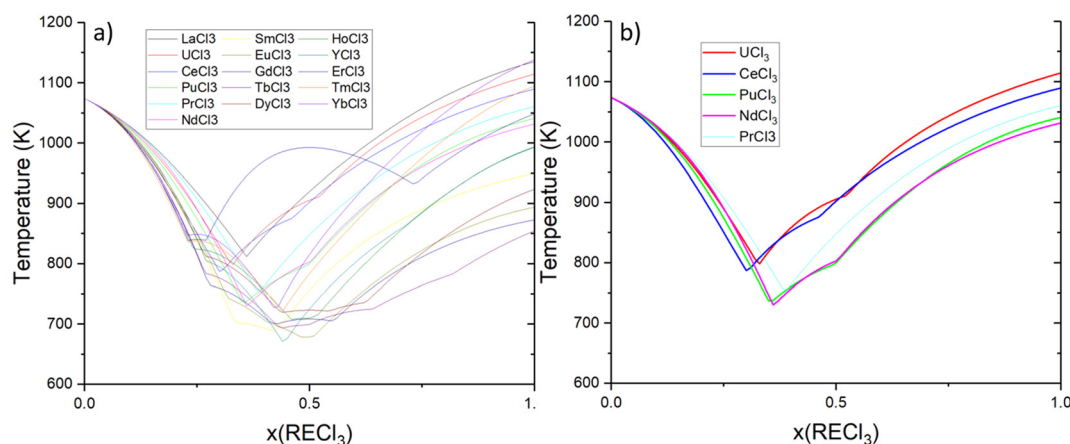 a)
1200
1100
1000
900
800
700
600
Temperature (K)
LaCl3
UCl3
CeCl3
PuCl3
PrCl3
NdCl3
SmCl3
EuCl3
GdCl3
TbCl3
DyCl3
HoCl3
YCl3
ErCl3
TmCl3
YbCl3
0.0
0.5
1.
x(RECl₃)
b)
1200
1100
1000
900
800
700
600
Temperature (K)
UCl₃
CeCl₃
PuCl₃
NdCl₃
PrCl3
0.0
0.5
1.0
x(RECl₃)